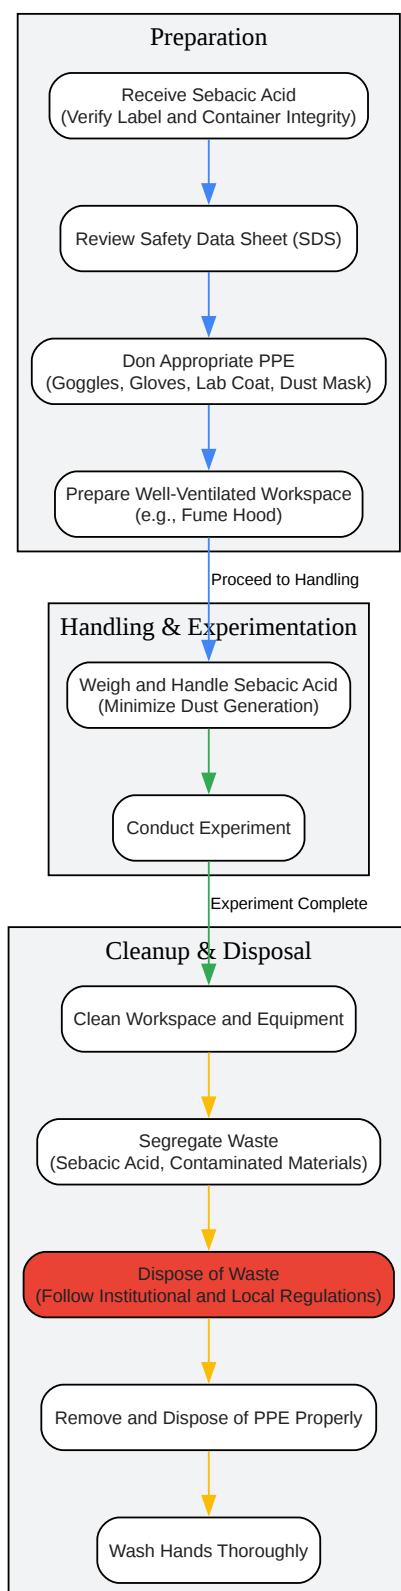 Preparation
Receive Sebacic Acid
(Verify Label and Container Integrity)
Review Safety Data Sheet (SDS)
Don Appropriate PPE
(Goggles, Gloves, Lab Coat, Dust Mask)
Prepare Well-Ventilated Workspace
(e.g., Fume Hood)
Proceed to Handling
Handling & Experimentation
Weigh and Handle Sebacic Acid
(Minimize Dust Generation)
Conduct Experiment
Experiment Complete
Cleanup & Disposal
Clean Workspace and Equipment
Segregate Waste
(Sebacic Acid, Contaminated Materials)
Dispose of Waste
(Follow Institutional and Local Regulations)
Remove and Dispose of PPE Properly
Wash Hands Thoroughly